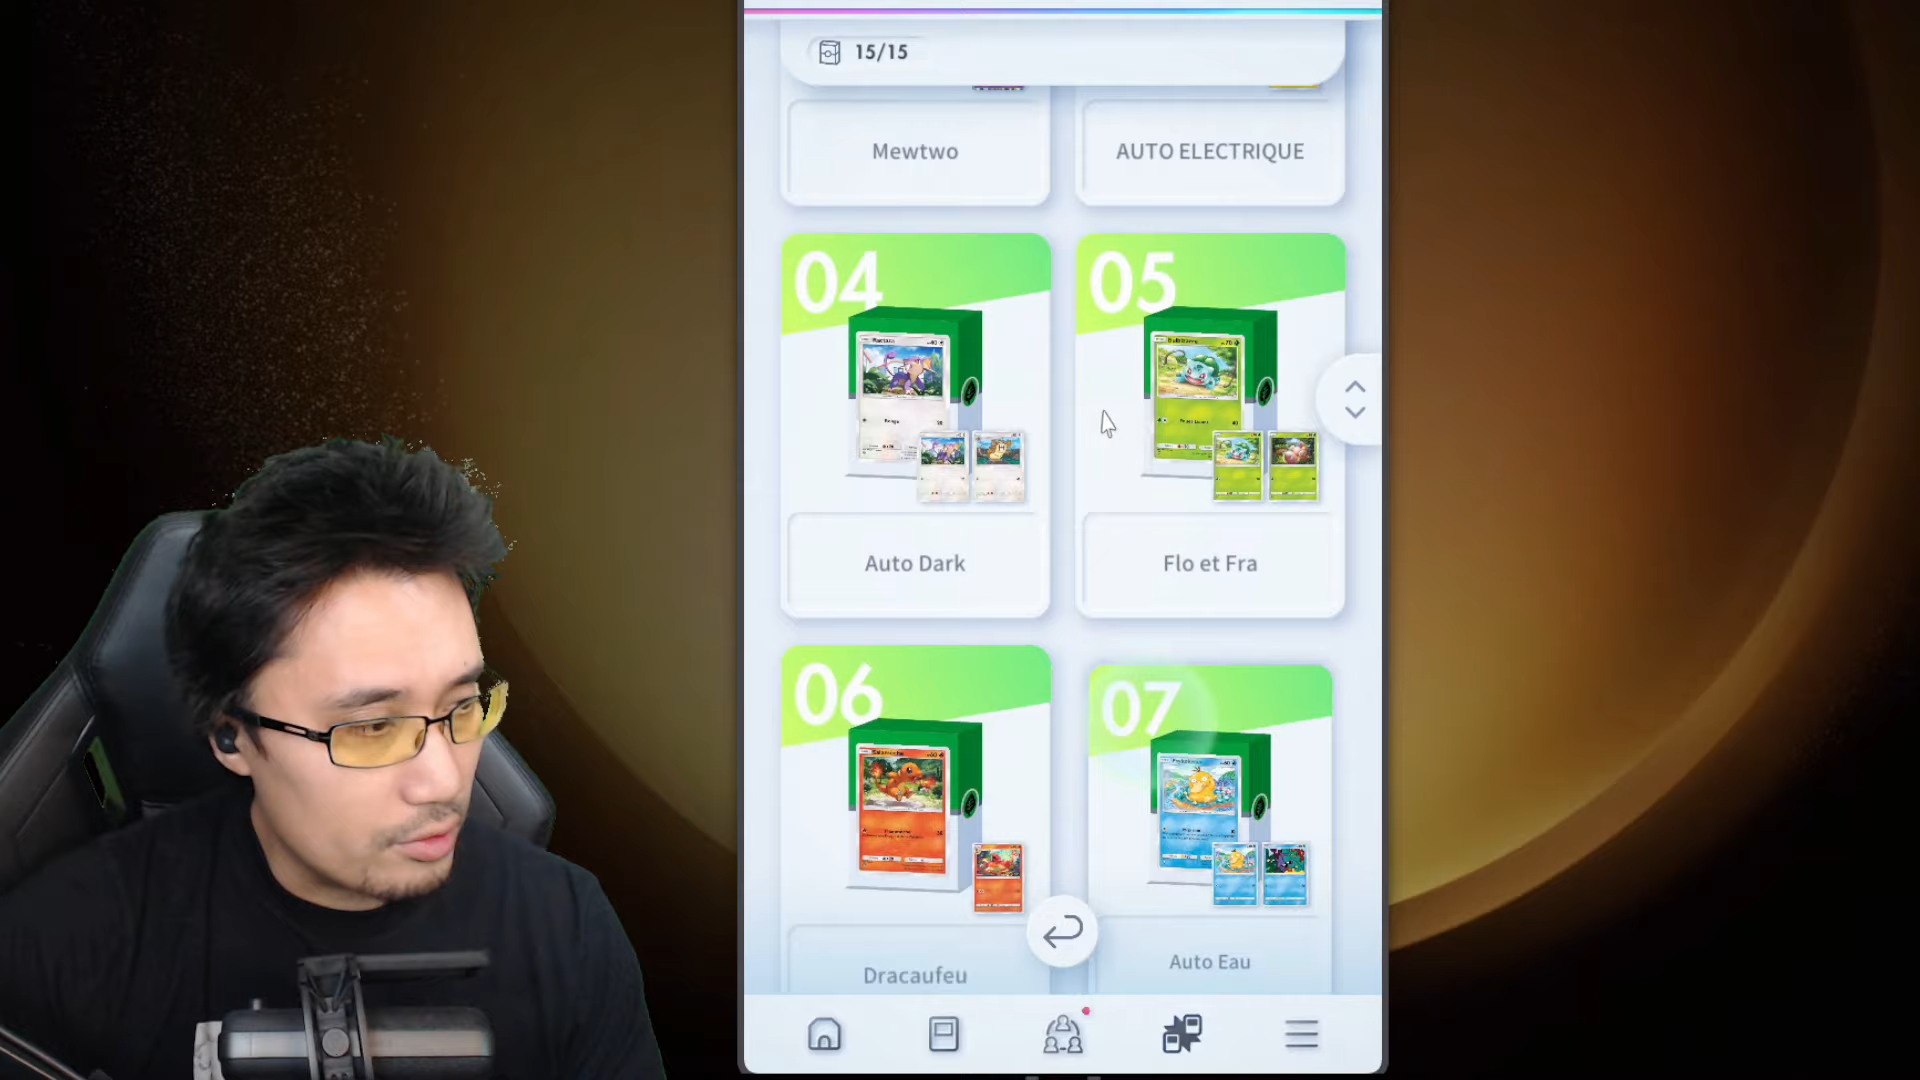 15/15
Mewtwo
AUTO ELECTRIQUE
04
05
Auto Dark
Flo et Fra
06
07
Dracaufeu
Auto Eau